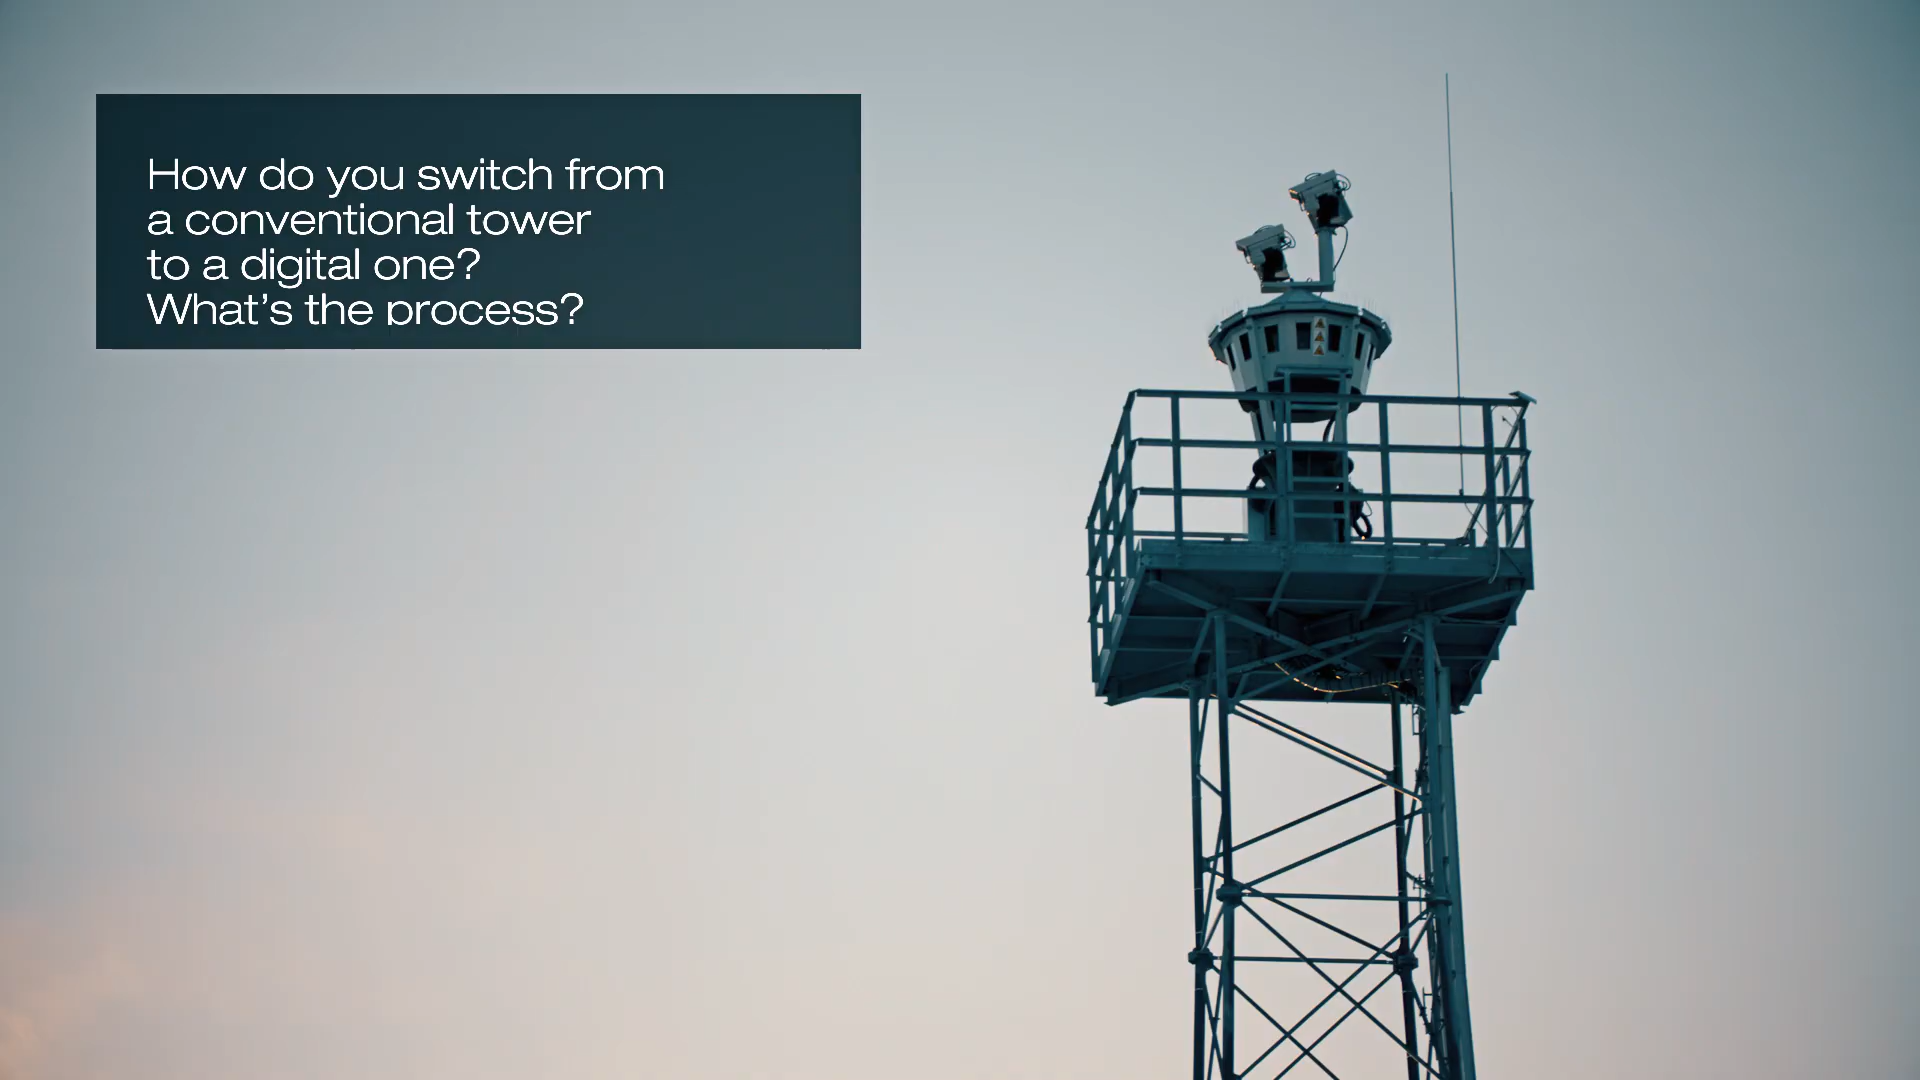 How do you switch from
a conventional tower
to a digital one?
What's the process?